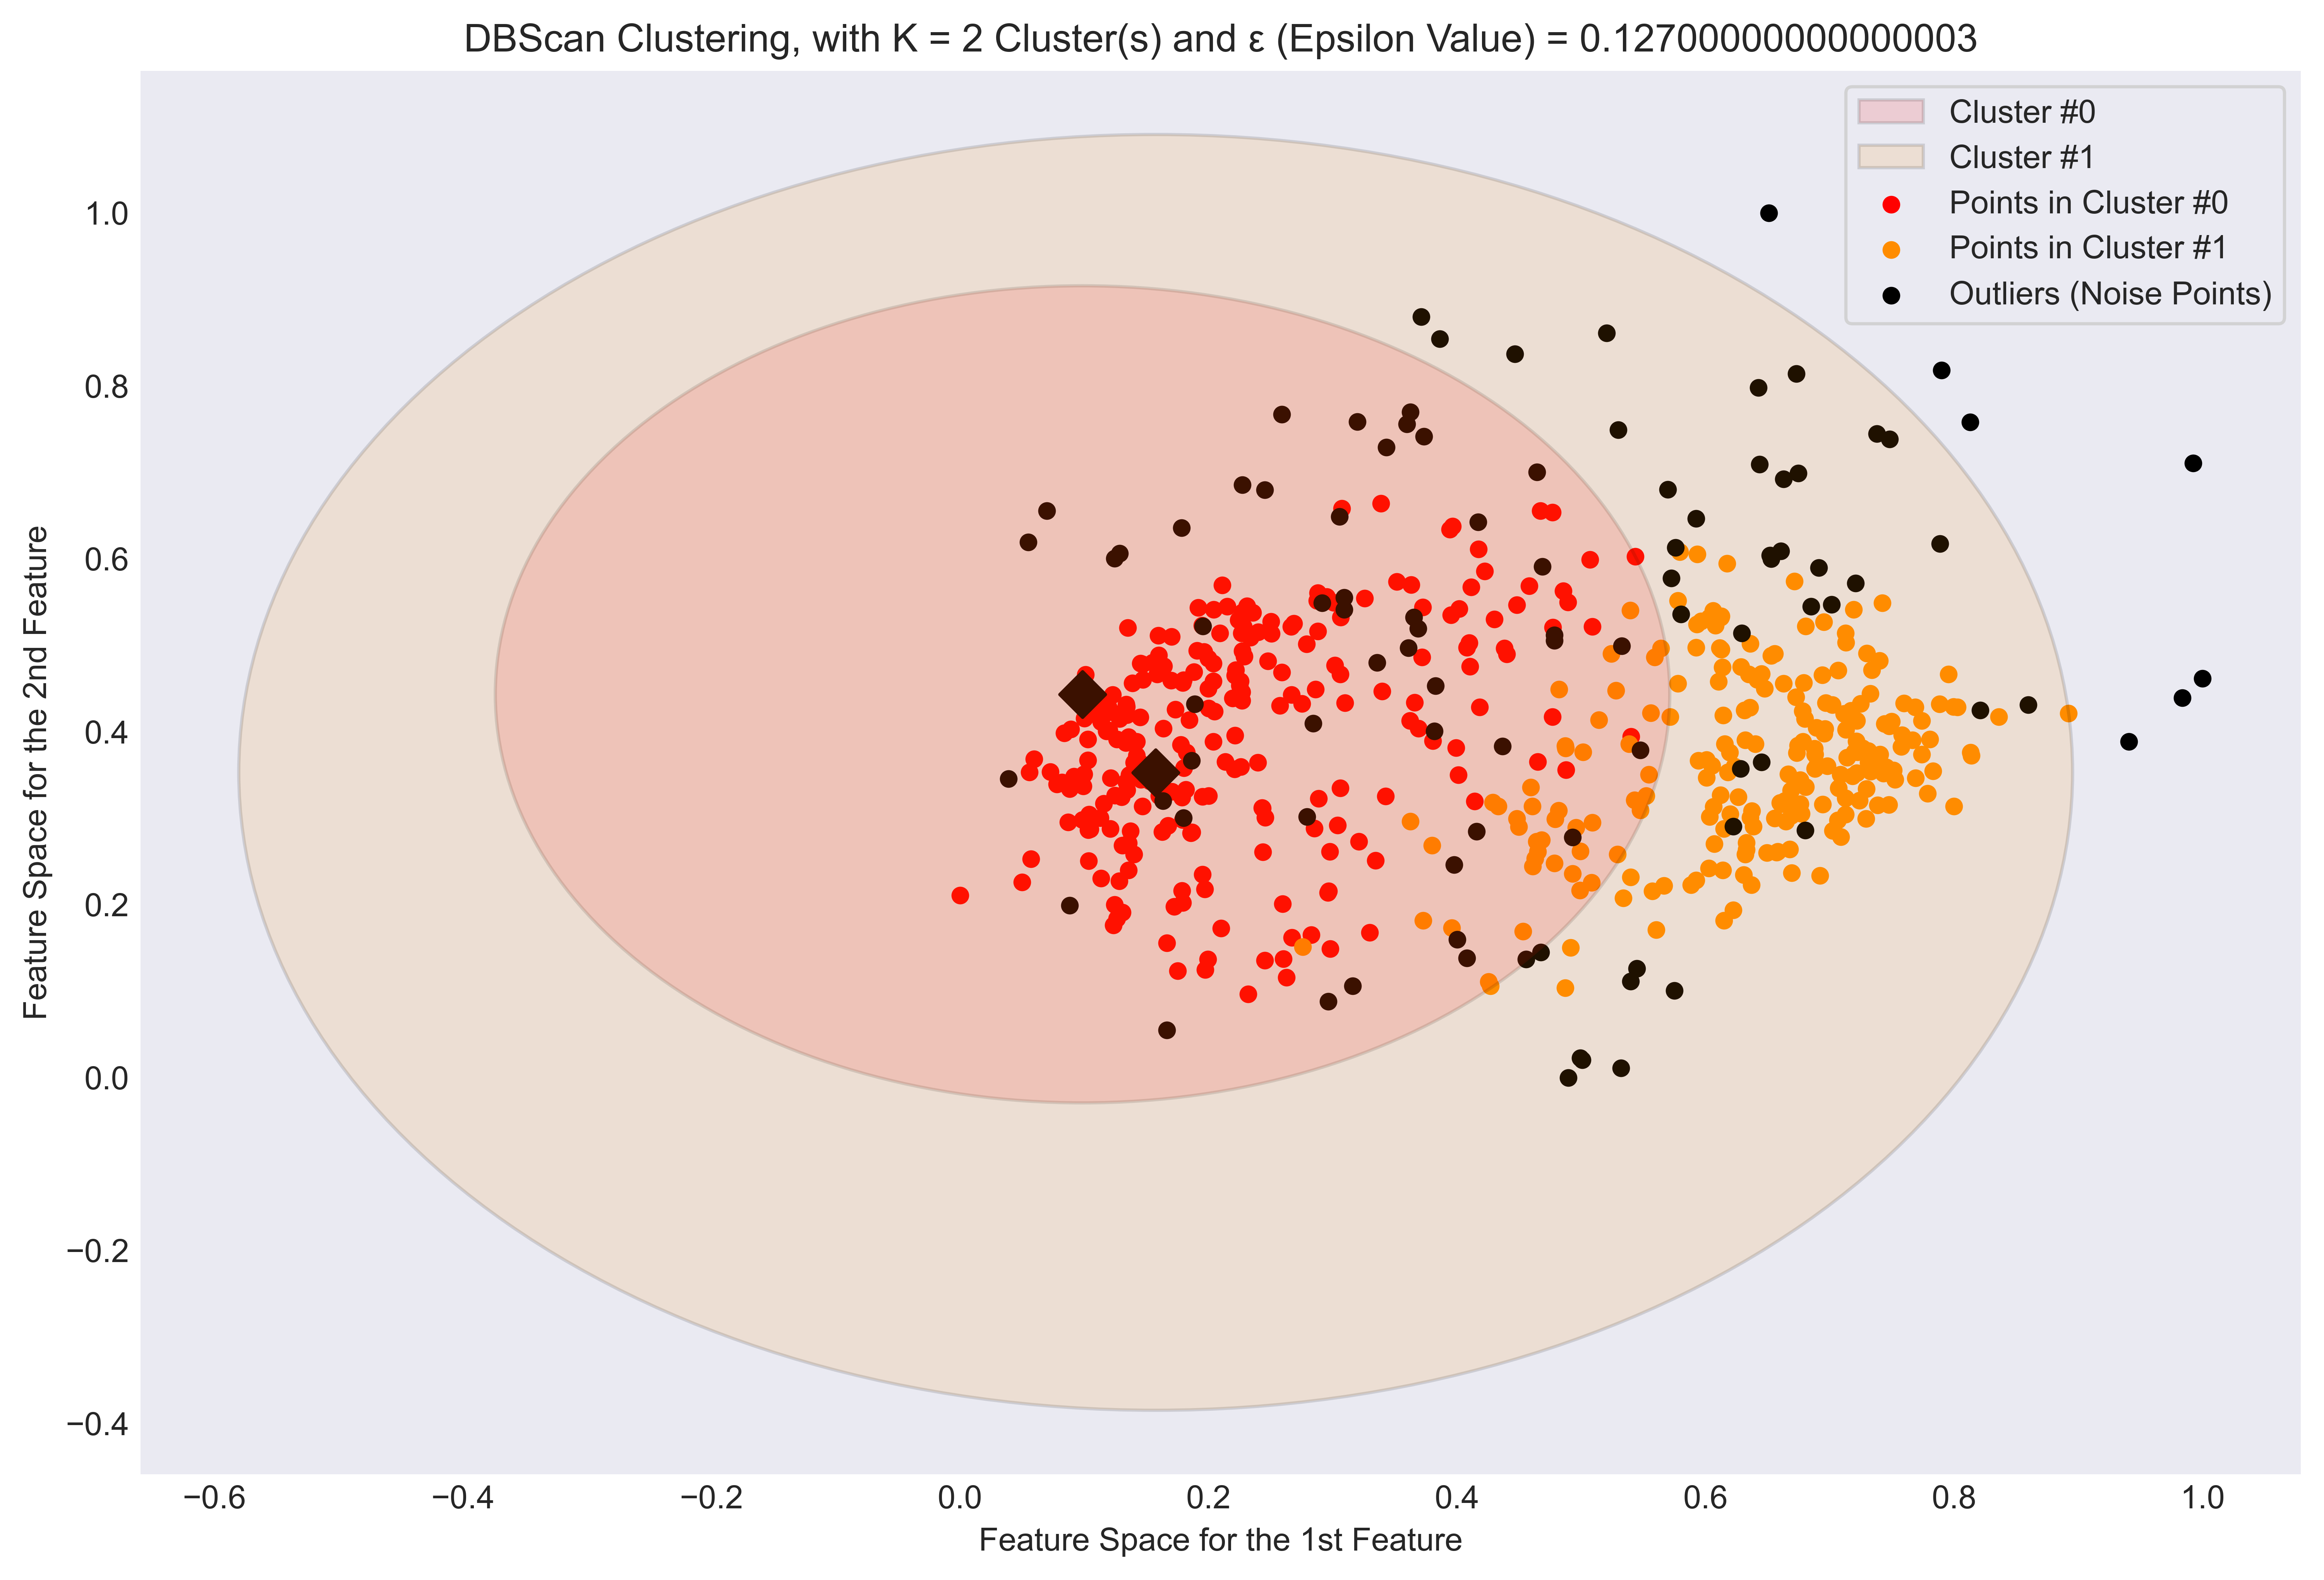 DBScan Clustering, with K = 2 Cluster(s) and ε (Epsilon Value) = 0.12700000000000003
Cluster #0
Cluster #1
Points in Cluster #0
Points in Cluster #1
Outliers (Noise Points)
Feature Space for the 2nd Feature
1.0
0.8
0.6
0.4
0.2
0.0
−0.2
−0.4
−0.6
−0.4
−0.2
0.0
0.2
0.4
0.6
0.8
1.0
Feature Space for the 1st Feature